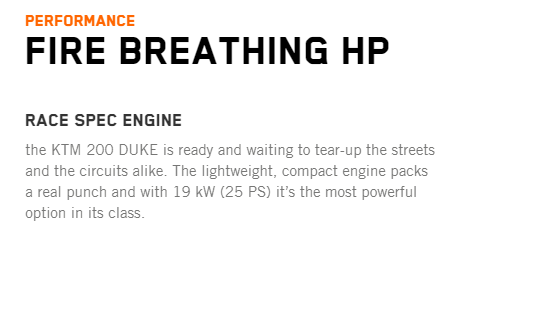 PERFORMANCE
FIRE BREATHING HP
RACE SPEC ENGINE
the KTM 200 DUKE is ready and waiting to tear-up the streets
and the circuits alike. The lightweight, compact engine packs
a real punch and with 19 kW (25 PS) it’s the most powerful
option in its class.